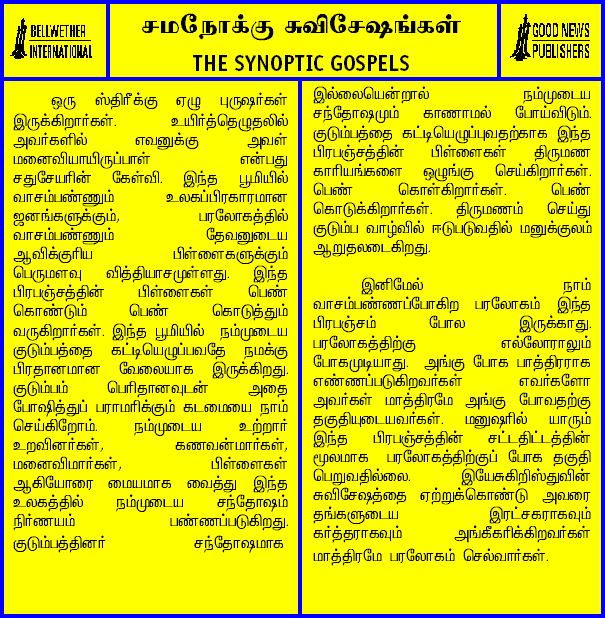 BELLWETHER
INTERNATIONAL
சமநோக்கு சுவிசேஷங்கள்
THE SYNOPTIC GOSPELS
GOOD NEWS
PUBLISHERS
ஒரு ஸ்திரீக்கு ஏழு புருஷர்கள்
இருக்கிறார்கள். உயிர்த்தெழுதலில்
அவர்களில் எவனுக்கு அவள்
மனைவியாயிருப்பாள் என்பது
சதுசேயரின் கேள்வி. இந்த பூமியில்
வாசம்பண்ணும் உலகப்பிரகாரமான
ஜனங்களுக்கும், பரலோகத்தில்
வாசம்பண்ணும் தேவனுடைய
ஆவிக்குரிய பிள்ளைகளுக்கும்
பெருமளவு வித்தியாசமுள்ளது. இந்த
பிரபஞ்சத்தின் பிள்ளைகள் பெண்
கொண்டும் பெண் கொடுத்தும்
வருகிறார்கள். இந்த பூமியில் நம்முடைய
குடும்பத்தை கட்டியெழுப்பவதே நமக்கு
பிரதானமான வேலையாக இருக்கிறது.
குடும்பம் பெரிதானவுடன் அதை
போஷித்துப் பராமரிக்கும் கடமையை நாம்
செய்கிறோம். நம்முடைய உற்றார்
உறவினர்கள், கணவன்மார்கள்,
மனைவிமார்கள், பிள்ளைகள்
ஆகியோரை மையமாக வைத்து இந்த
உலகத்தில் நம்முடைய சந்தோஷம்
நிர்ணயம் பண்ணப்படுகிறது.
குடும்பத்தினர் சந்தோஷமாக
இல்லையென்றால் நம்முடைய
சந்தோஷமும் காணாமல் போய்விடும்.
குடும்பத்தை கட்டியெழுப்புவதற்காக இந்த
பிரபஞ்சத்தின் பிள்ளைகள் திருமண
காரியங்களை ஒழுங்கு செய்கிறார்கள்.
பெண் கொள்கிறார்கள். பெண்
கொடுக்கிறார்கள். திருமணம் செய்து
குடும்ப வாழ்வில் ஈடுபடுவதில் மனுக்குலம்
ஆறுதலடைகிறது.
இனிமேல் நாம்
வாசம்பண்ணப்போகிற பரலோகம் இந்த
பிரபஞ்சம் போல இருக்காது.
பரலோகத்திற்கு எல்லோராலும்
போகமுடியாது. அங்கு போக பாத்திரராக
எண்ணப்படுகிறவர்கள் எவர்களோ
அவர்கள் மாத்திரமே அங்கு போவதற்கு
தகுதியுடையவர்கள். மனுஷரில் யாரும்
இந்த பிரபஞ்சத்தின் சட்டதிட்டத்தின்
மூலமாக பரலோகத்திற்குப் போக தகுதி
பெறுவதில்லை. இயேசுகிறிஸ்துவின்
சுவிசேஷத்தை ஏற்றுக்கொண்டு அவரை
தங்களுடைய இரட்சகராகவும்
கர்த்தராகவும் அங்கீகரிக்கிறவர்கள்
மாத்திரமே பரலோகம் செல்வார்கள்.